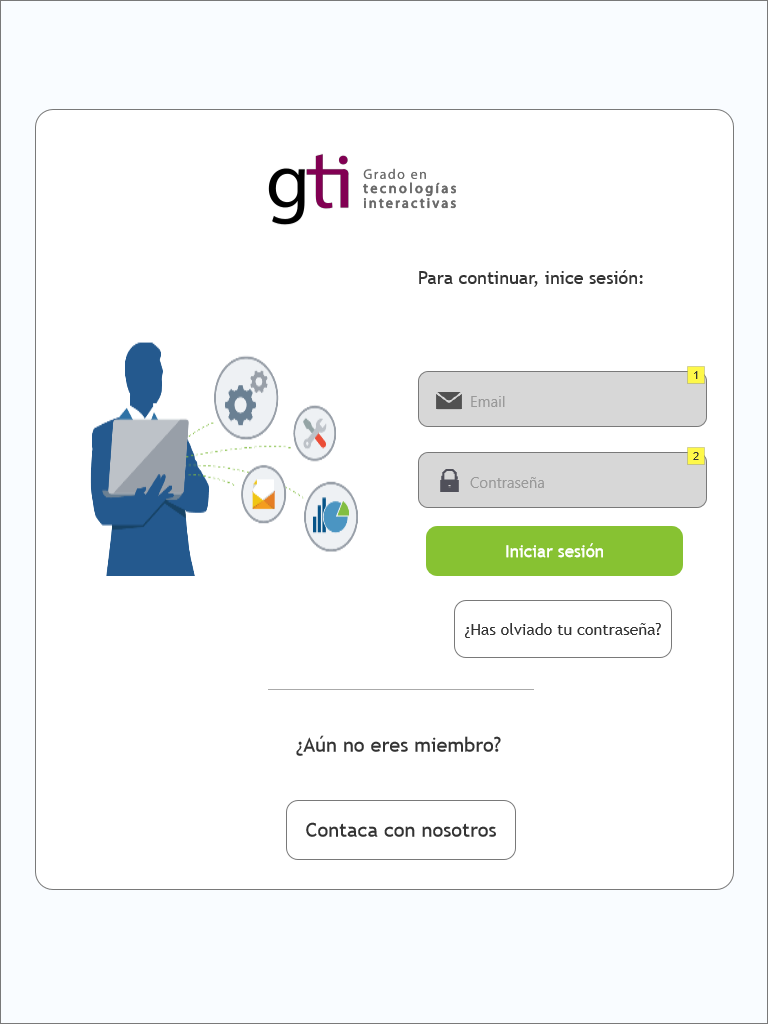 gti
Grado en
tecnologías
interactivas
Para continuar, inice sesión:
1
Email
2
Contraseña
Iniciar sesión
¿Has olviado tu contraseña?
¿Aún no eres miembro?
Contaca con nosotros